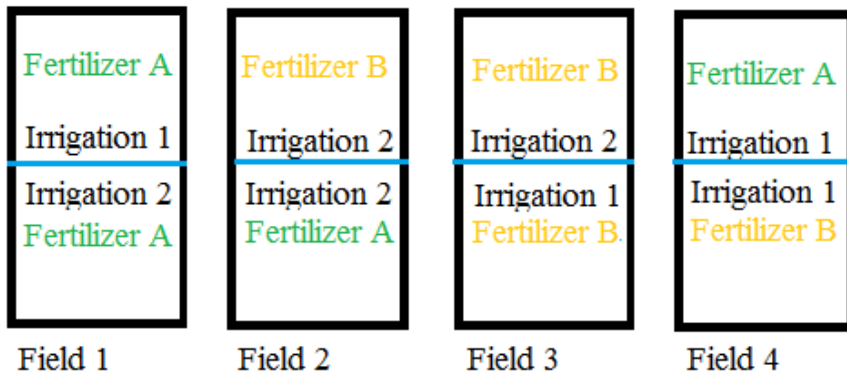 Fertilizer A
Irrigation 1
Irrigation 2
Fertilizer A
Field 1
Fertilizer B
Irrigation 2
Irrigation 2
Fertilizer A
Field 2
Fertilizer B
Irrigation 2
Irrigation 1
Fertilizer B.
Field 3
Fertilizer A
Irrigation 1
Irrigation 1
Fertilizer B
Field 4